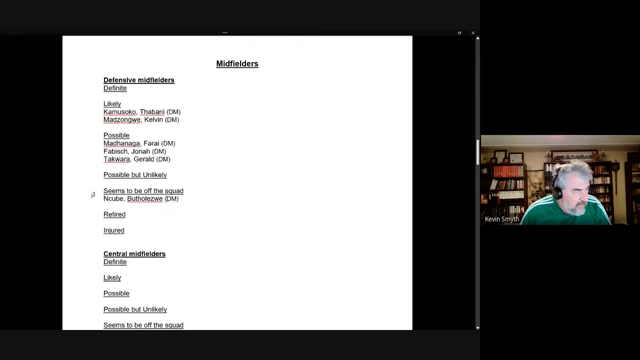 Midfielders
Defensive midfielders
Definite
Likely
Kamusoko, Thabani (DM)
Madzongwe, Kelvin (DM)
Possible
Madhanaga, Farai (DM)
Fabisch, Jonah (DM)
Takwara, Gerald (DM)
Possible but Unlikely
Seems to be off the squad
Ncube, Butholezwe (DM)
Retired
Injured
Central midfielders
Definite
Likely
Possible
Possible but Unlikely
Seems to be off the squad
Kevin Smyth